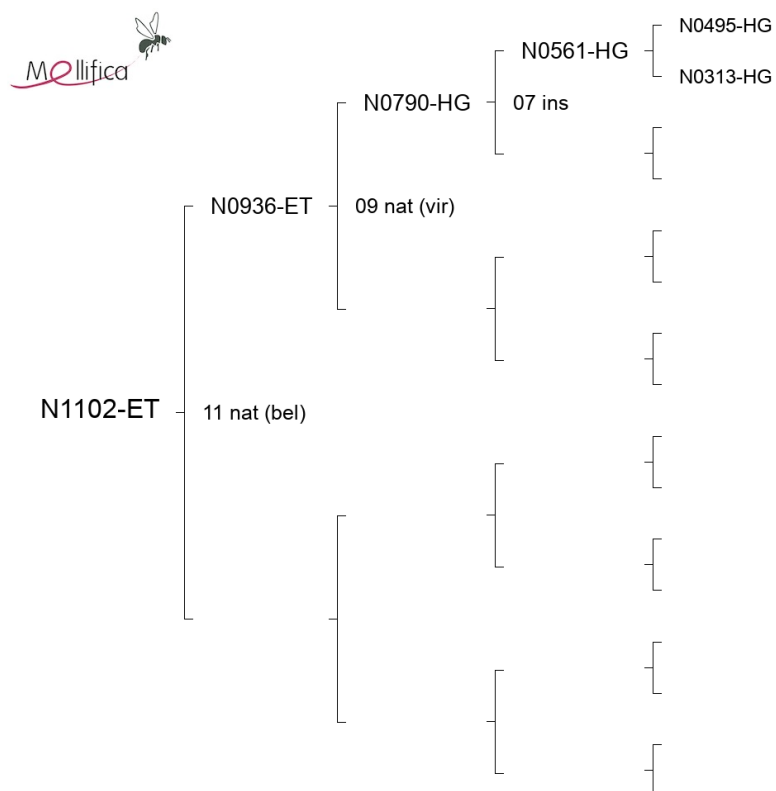 Mellifica
N0495-HG
N0561-HG
N0313-HG
N0790-HG
07 ins
N0936-ET
09 nat (vir)
N1102-ET
11 nat (bel)